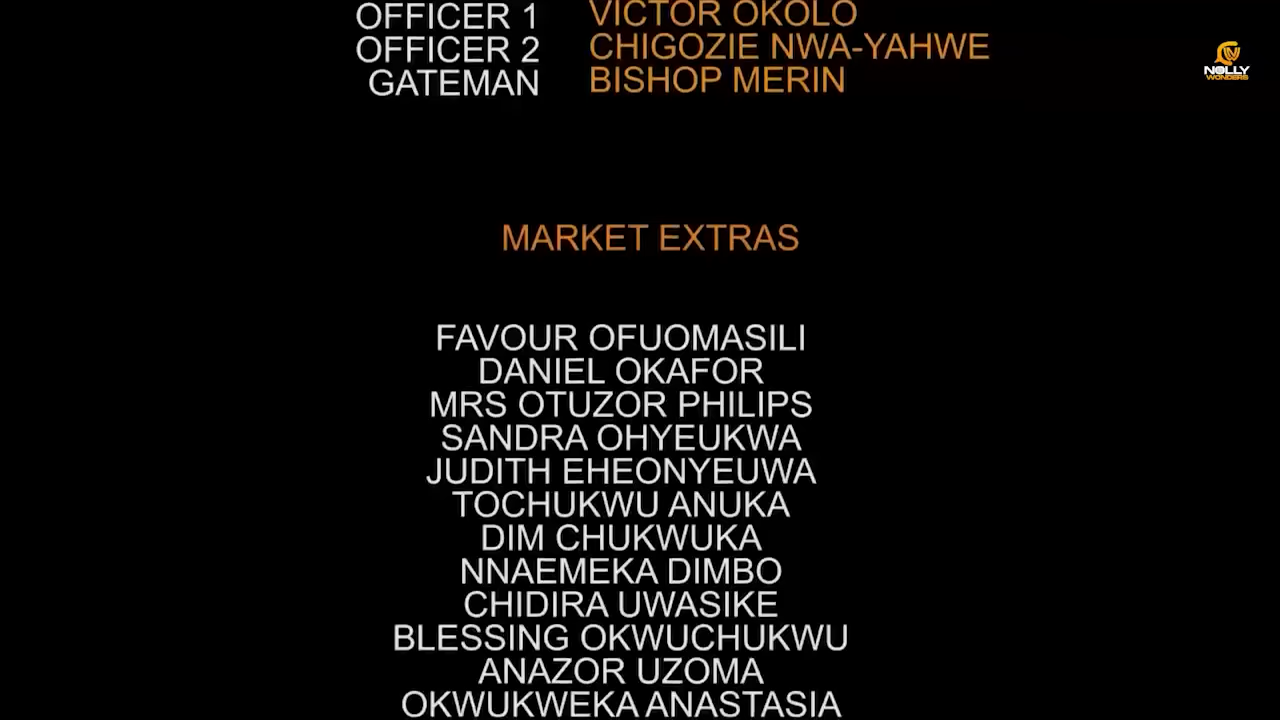 OFFICER 1 VICTOR OKOLO
OFFICER 2 CHIGOZIE NWA-YAHWE
GATEMAN BISHOP MERIN
NOLLY
WONDERS
MARKET EXTRAS
FAVOUR OFUOMASILI
DANIEL OKAFOR
MRS OTUZOR PHILIPS
SANDRA OHYEUKWA
JUDITH EHEONYEUWA
TOCHUKWU ANUKA
DIM CHUKWUKA
NNAEMEKA DIMBO
CHIDIRA UWASIKE
BLESSING OKWUCHUKWU
ANAZOR UZOMA
OKWUKWEKA ANASTASIA